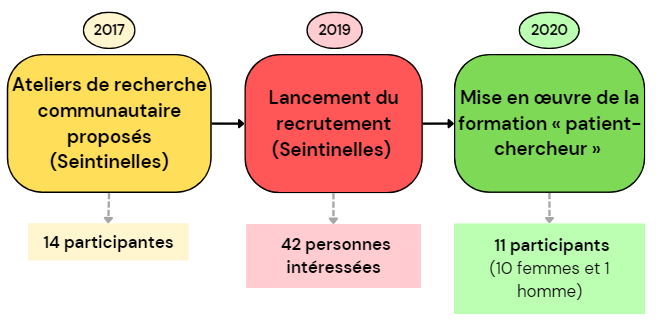 2017
Ateliers de recherche
communautaire
proposés
(Seintinelles)
14 participantes
2019
Lancement du
recrutement
(Seintinelles)
42 personnes
intéressées
2020
Mise en œuvre de la
formation « patient-
chercheur »
11 participants
(10 femmes et 1
homme)